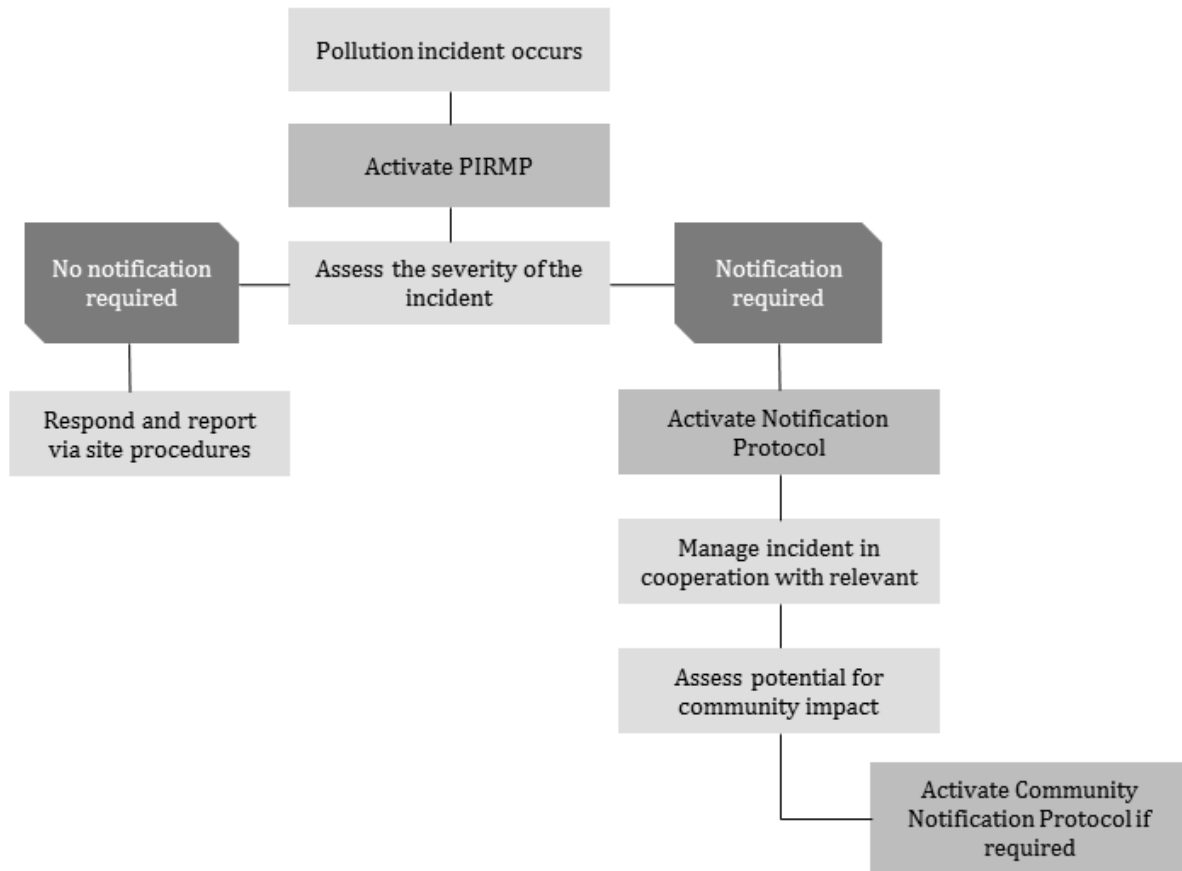 Pollution incident occurs
Activate PIRMP
No notification
required
Assess the severity of the
incident
Notification
required
Respond and report
via site procedures
Activate Notification
Protocol
Manage incident in
cooperation with relevant
Assess potential for
community impact
Activate Community
Notification Protocol if
required